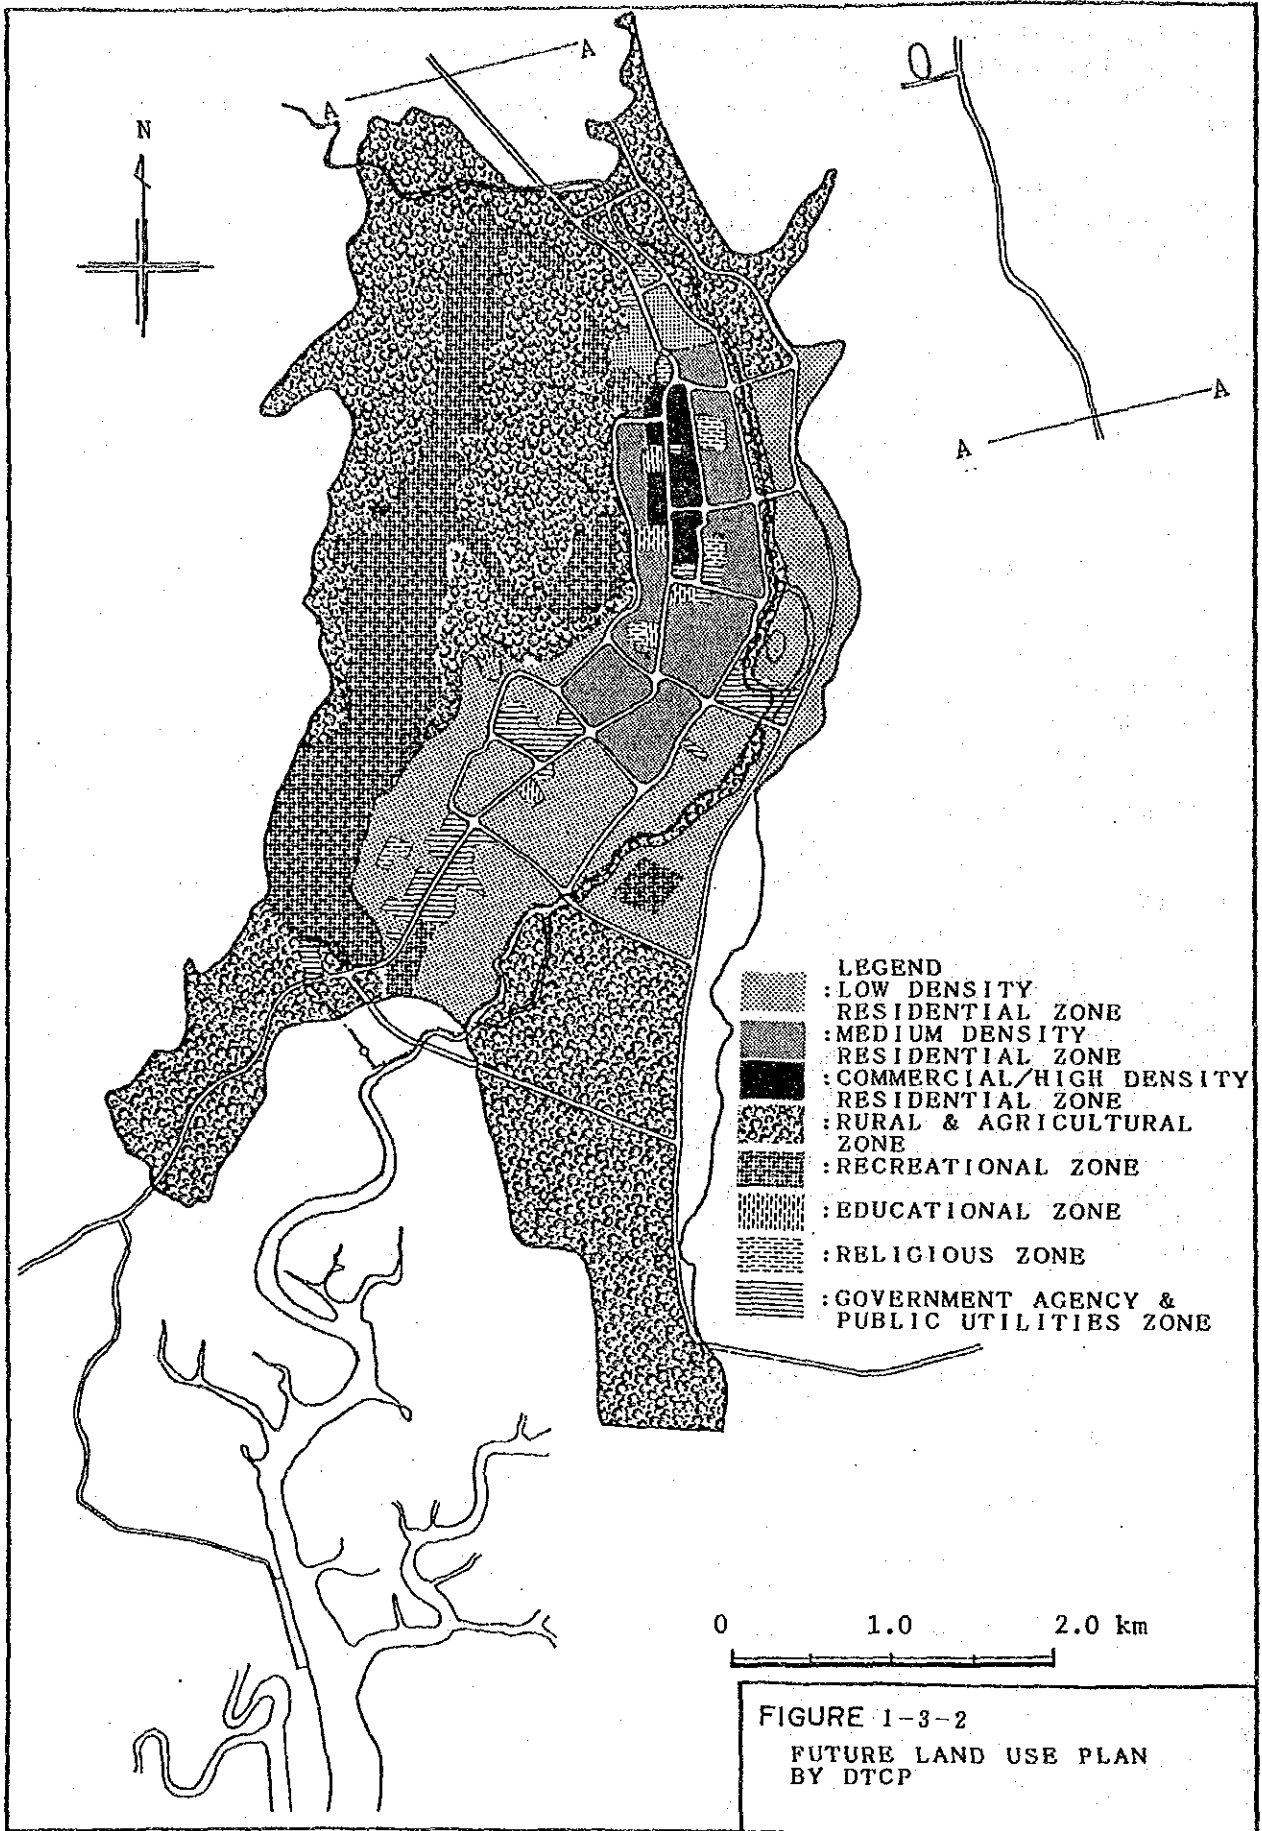 A
A
N
A
A
LEGEND
:LOW DENSITY
RESIDENTIAL ZONE
:MEDIUM DENSITY
RESIDENTIAL ZONE
:COMMERCIAL/HIGH DENSITY
RESIDENTIAL ZONE
:RURAL & AGRICULTURAL
ZONE
:RECREATIONAL ZONE
:EDUCATIONAL ZONE
:RELIGIOUS ZONE
:GOVERNMENT AGENCY &
PUBLIC UTILITIES ZONE
0 1.0 2.0 km
FIGURE 1-3-2
FUTURE LAND USE PLAN
BY DTCP